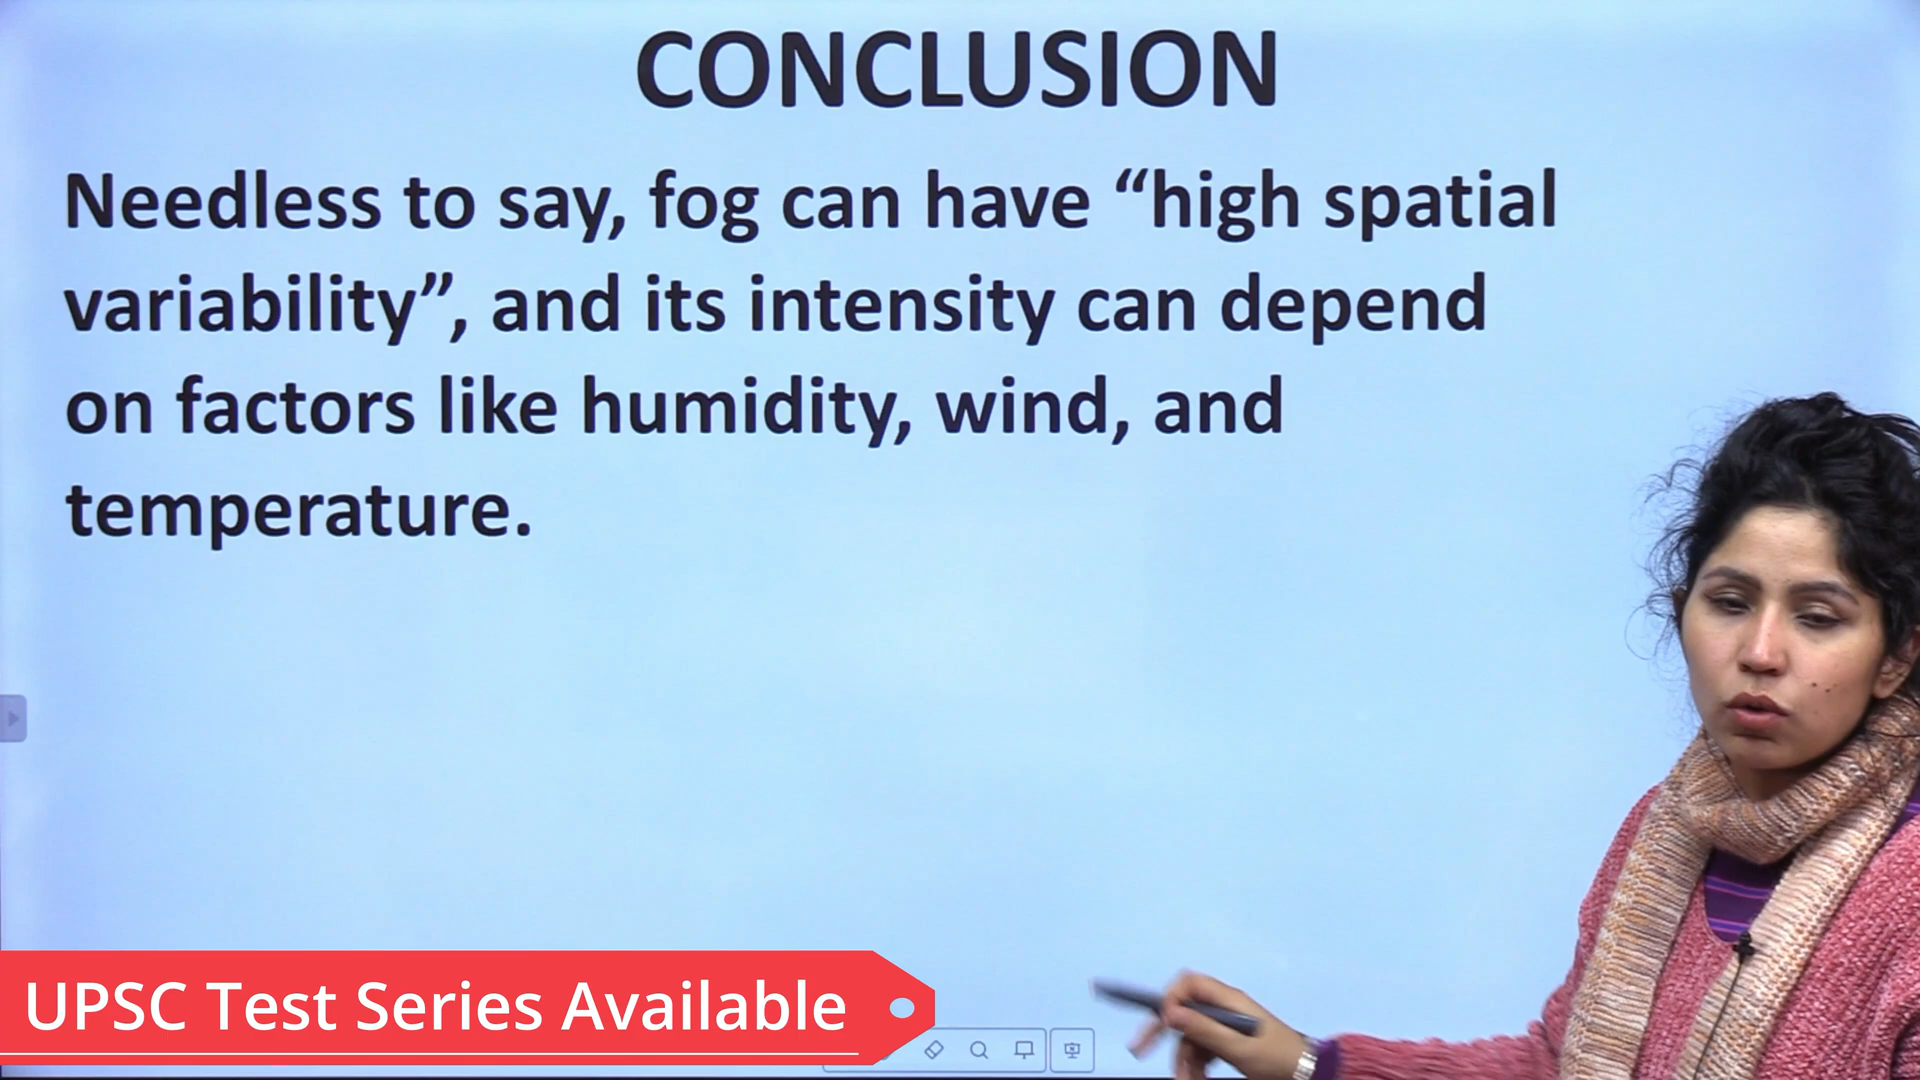 CONCLUSION
Needless to say, fog can have “high spatial
variability”, and its intensity can depend
on factors like humidity, wind, and
temperature.
UPSC Test Series Available